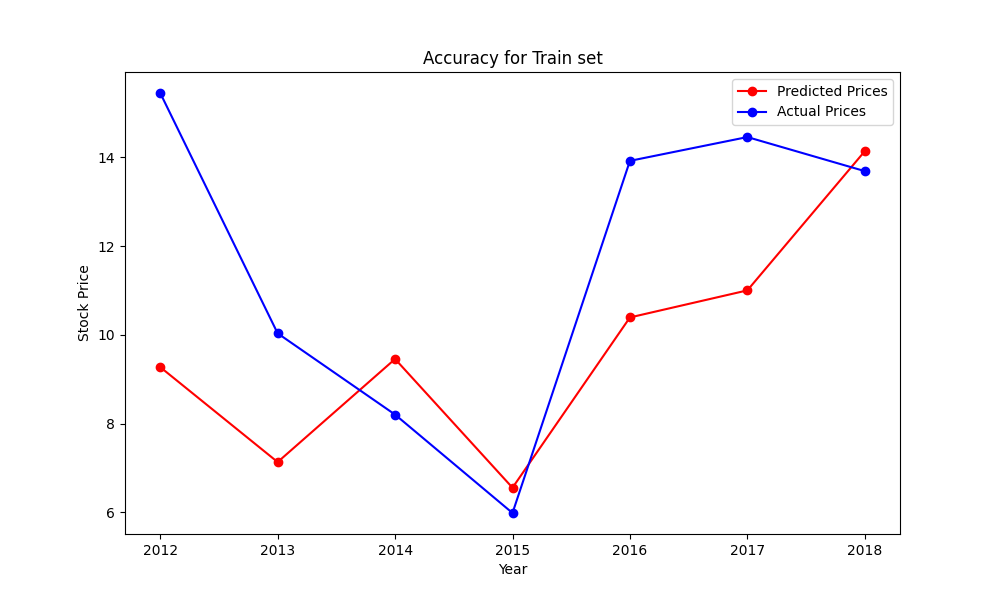 Accuracy for Train set
Predicted Prices
Actual Prices
Stock Price
14
12
10
8
6
2012 2013 2014 2015 2016 2017 2018
Year